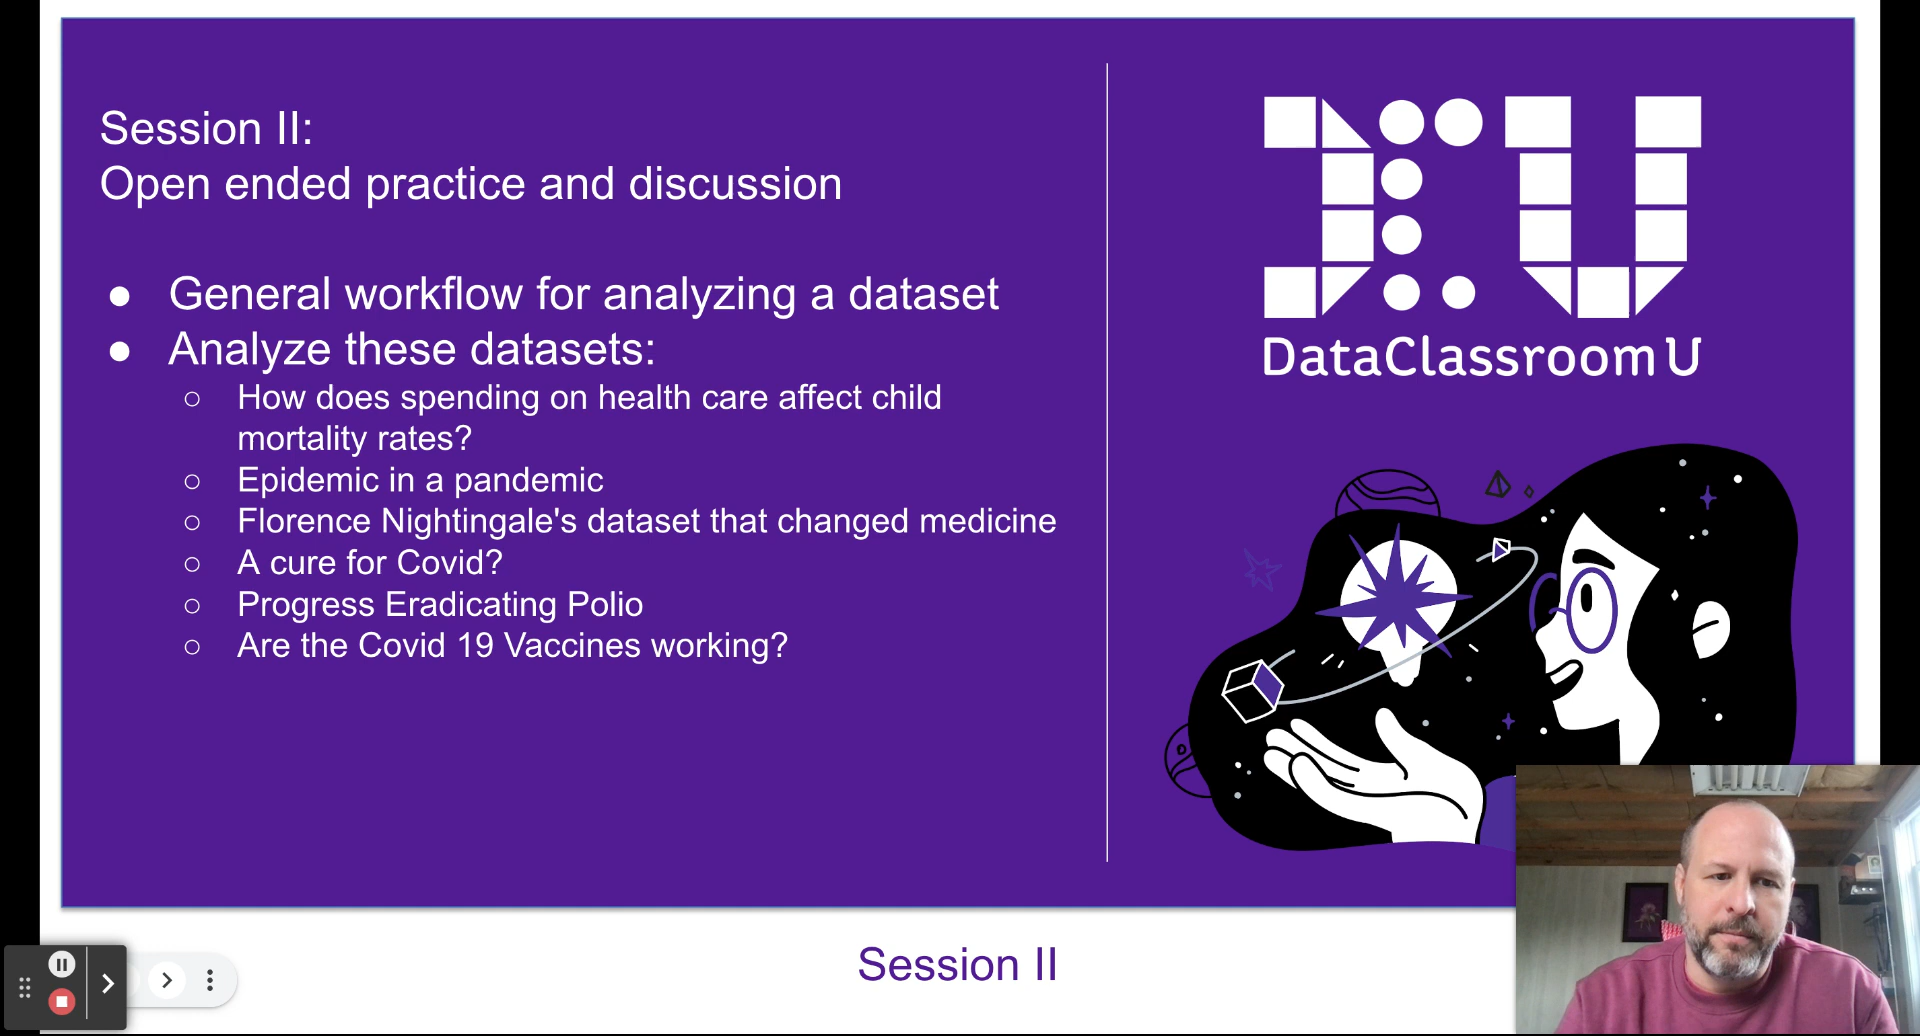 Session II:
Open ended practice and discussion
● General workflow for analyzing a dataset
● Analyze these datasets:
○ How does spending on health care affect child
mortality rates?
○ Epidemic in a pandemic
○ Florence Nightingale's dataset that changed medicine
○ A cure for Covid?
○ Progress Eradicating Polio
○ Are the Covid 19 Vaccines working?
DCU
DataClassroom U
Session II